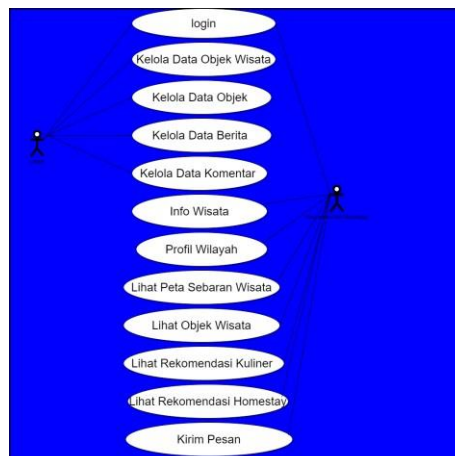 login
Kelola Data Objek Wisata
Kelola Data Objek
Kelola Data Berita
Kelola Data Komentar
Info Wisata
Profil Wilayah
Lihat Peta Sebaran Wisata
Lihat Objek Wisata
Lihat Rekomendasi Kuliner
Lihat Rekomendasi Homestay
Kirim Pesan